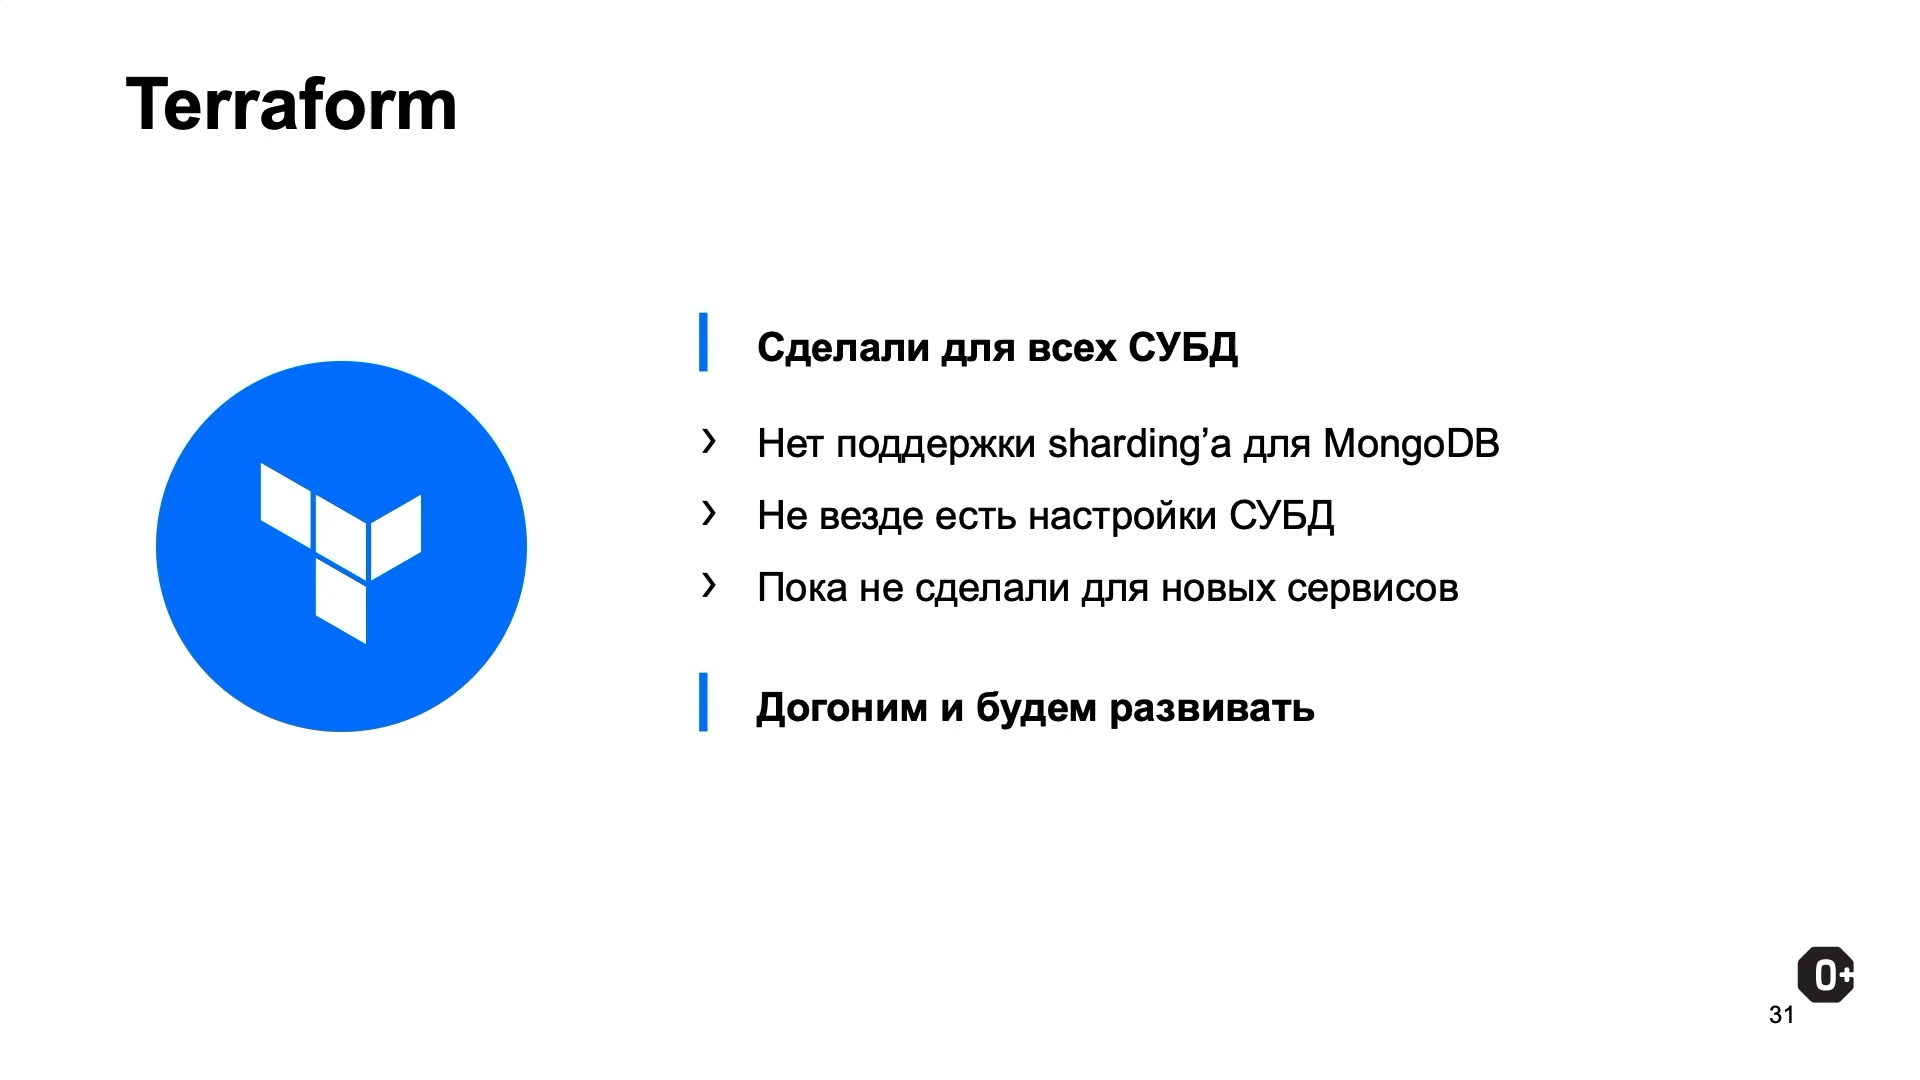 Terraform
Сделали для всех СУБД
› Нет поддержки sharding’а для MongoDB
› Не везде есть настройки СУБД
› Пока не сделали для новых сервисов
Догоним и будем развивать
0+
31